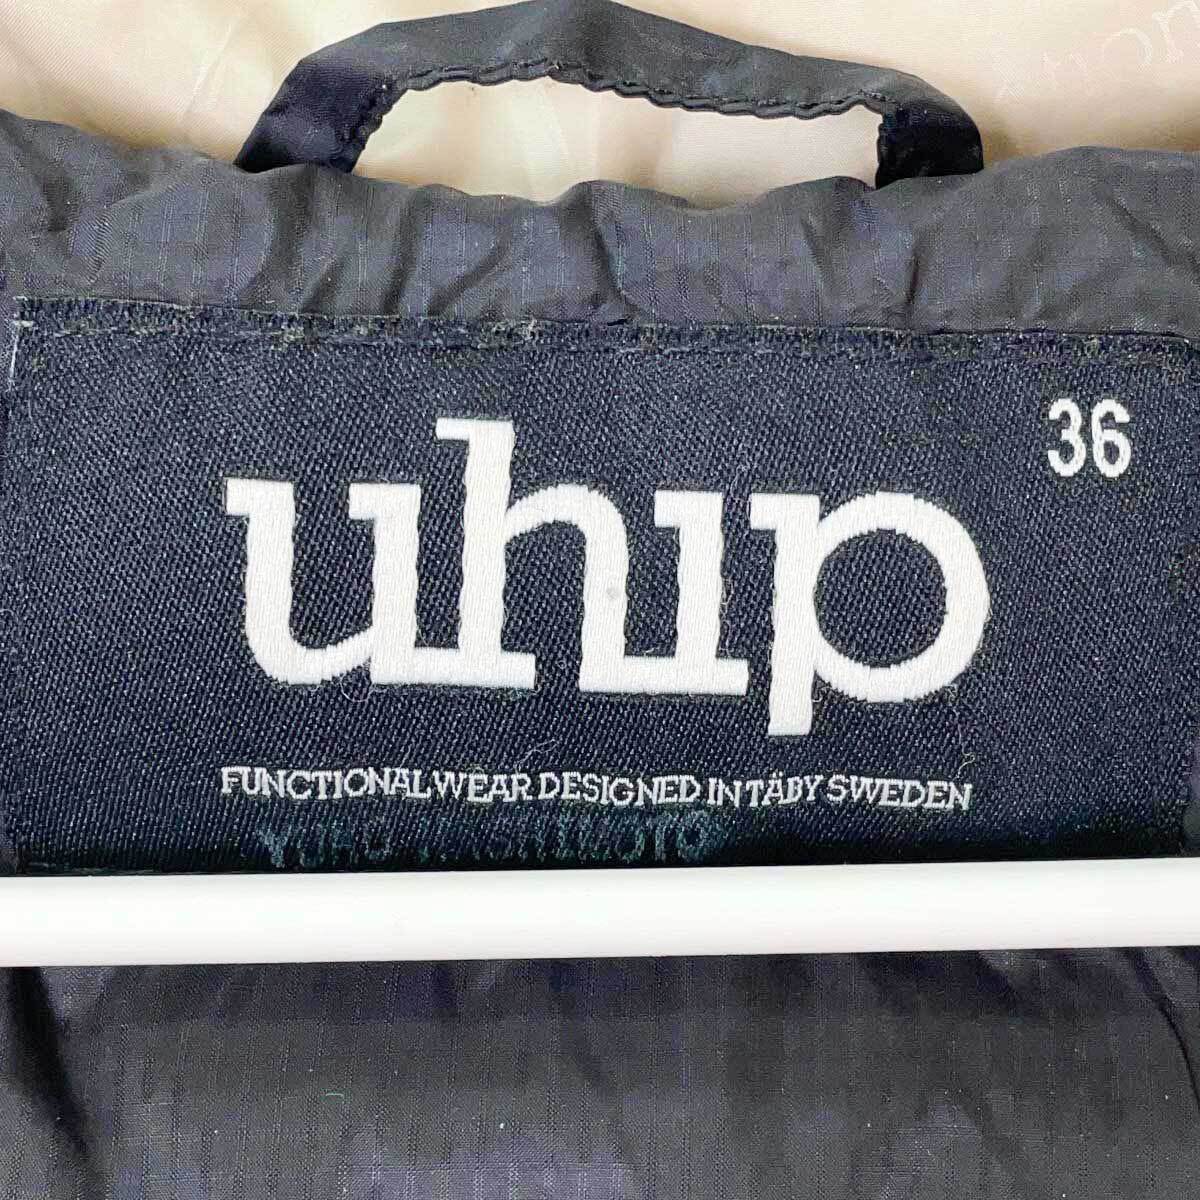 uhip
36
FUNCTIONAL WEAR DESIGNED IN TÄBY SWEDEN